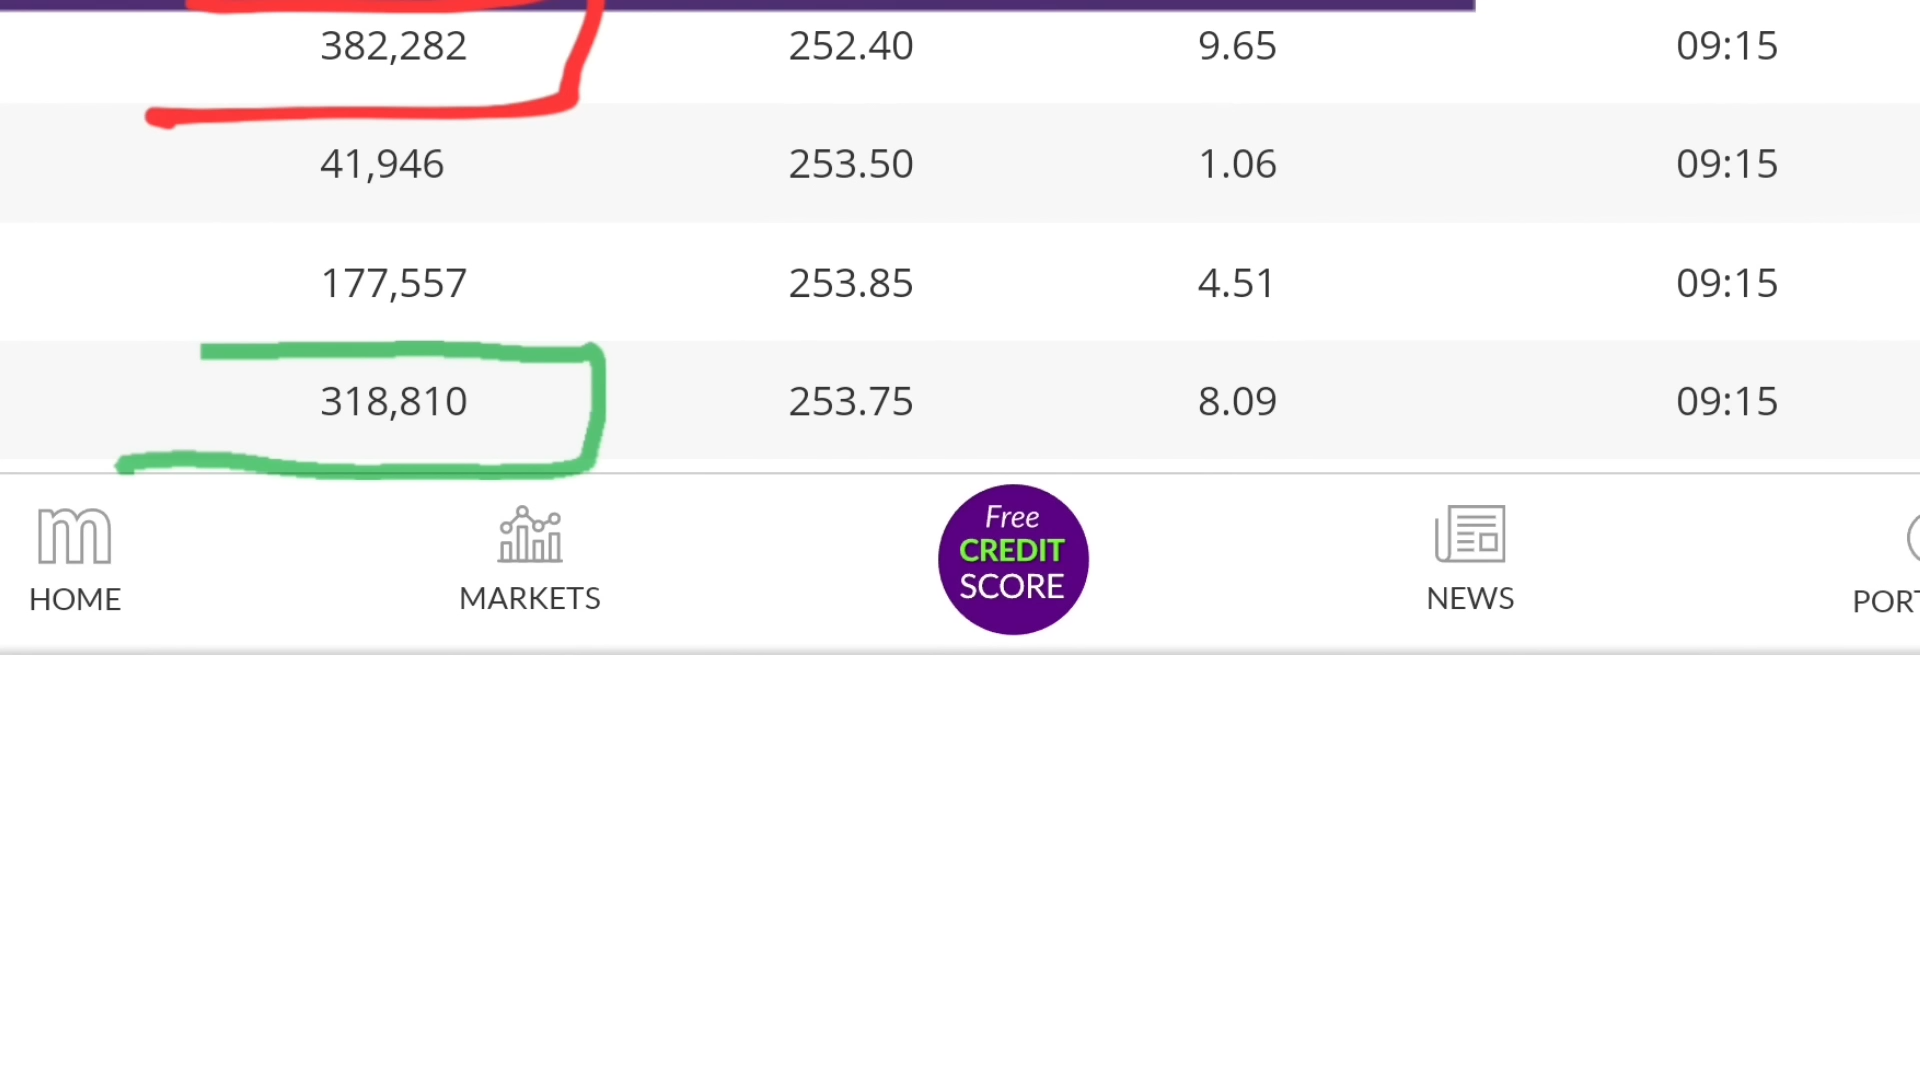 382,282 252.40 9.65 09:15
41,946 253.50 1.06 09:15
177,557 253.85 4.51 09:15
318,810 253.75 8.09 09:15
Free
CREDIT
SCORE
m
HOME MARKETS NEWS PORT